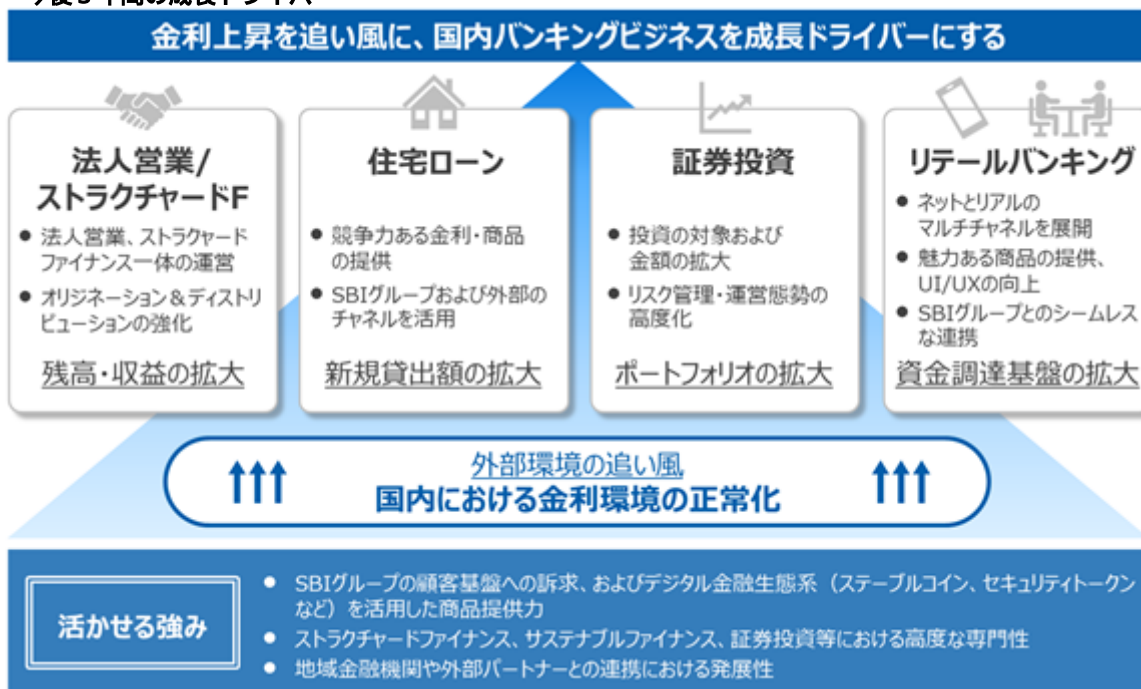 今後3年間の成長ドライバー
金利上昇を追い風に、国内バンキングビジネスを成長ドライバーにする
法人営業/
ストラクチャードF
● 法人営業、ストラクチャード
ファイナンス一体の運営
● オリジネーション＆ディストリ
ビューションの強化
残高・収益の拡大
住宅ローン
● 競争力ある金利・商品
の提供
● SBIグループおよび外部の
チャネルを活用
新規貸出額の拡大
証券投資
● 投資の対象および
金額の拡大
● リスク管理・運営態勢の
高度化
ポートフォリオの拡大
リテールバンキング
● ネットとリアルの
マルチチャネルを展開
● 魅力ある商品の提供、
UI/UXの向上
● SBIグループとのシームレス
な連携
資金調達基盤の拡大
外部環境の追い風
国内における金利環境の正常化
活かせる強み
● SBIグループの顧客基盤への訴求、およびデジタル金融生態系（ステーブルコイン、セキュリティトークン
など）を活用した商品提供力
● ストラクチャードファイナンス、サステナブルファイナンス、証券投資等における高度な専門性
● 地域金融機関や外部パートナーとの連携における発展性